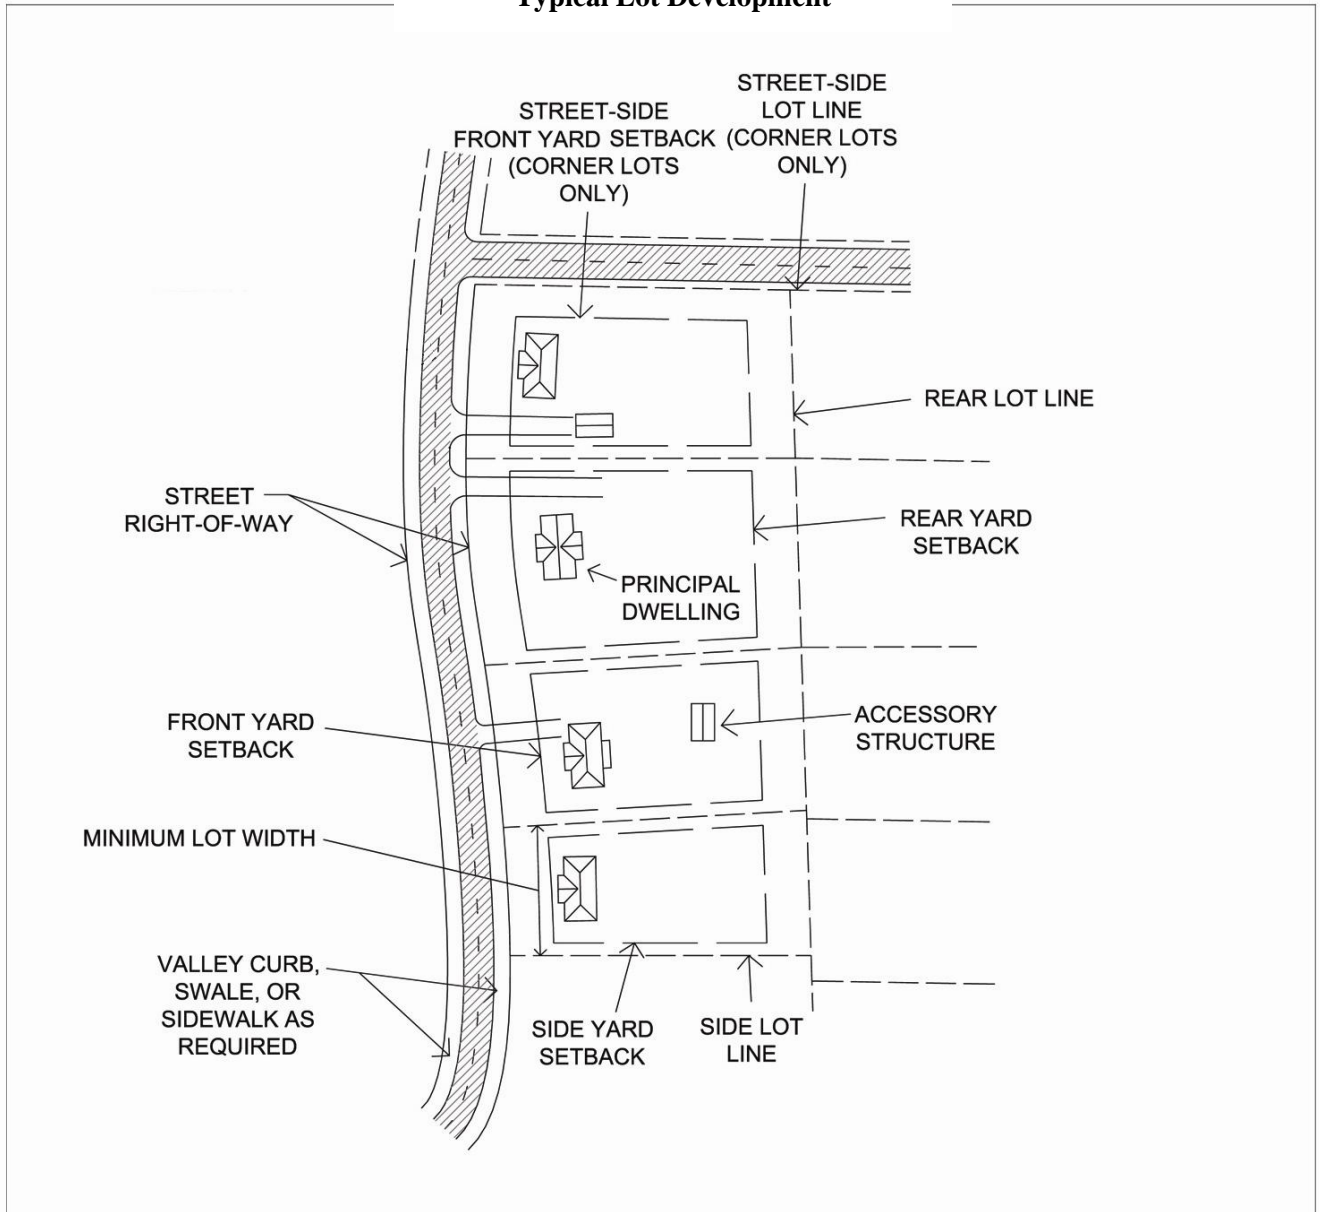 Typical Lot Development
STREET-SIDE
LOT LINE
(CORNER LOTS
ONLY)
STREET-SIDE
FRONT YARD SETBACK
(CORNER LOTS
ONLY)
REAR LOT LINE
STREET
RIGHT-OF-WAY
REAR YARD
SETBACK
PRINCIPAL
DWELLING
FRONT YARD
SETBACK
ACCESSORY
STRUCTURE
MINIMUM LOT WIDTH
VALLEY CURB,
SWALE, OR
SIDEWALK AS
REQUIRED
SIDE YARD
SETBACK
SIDE LOT
LINE